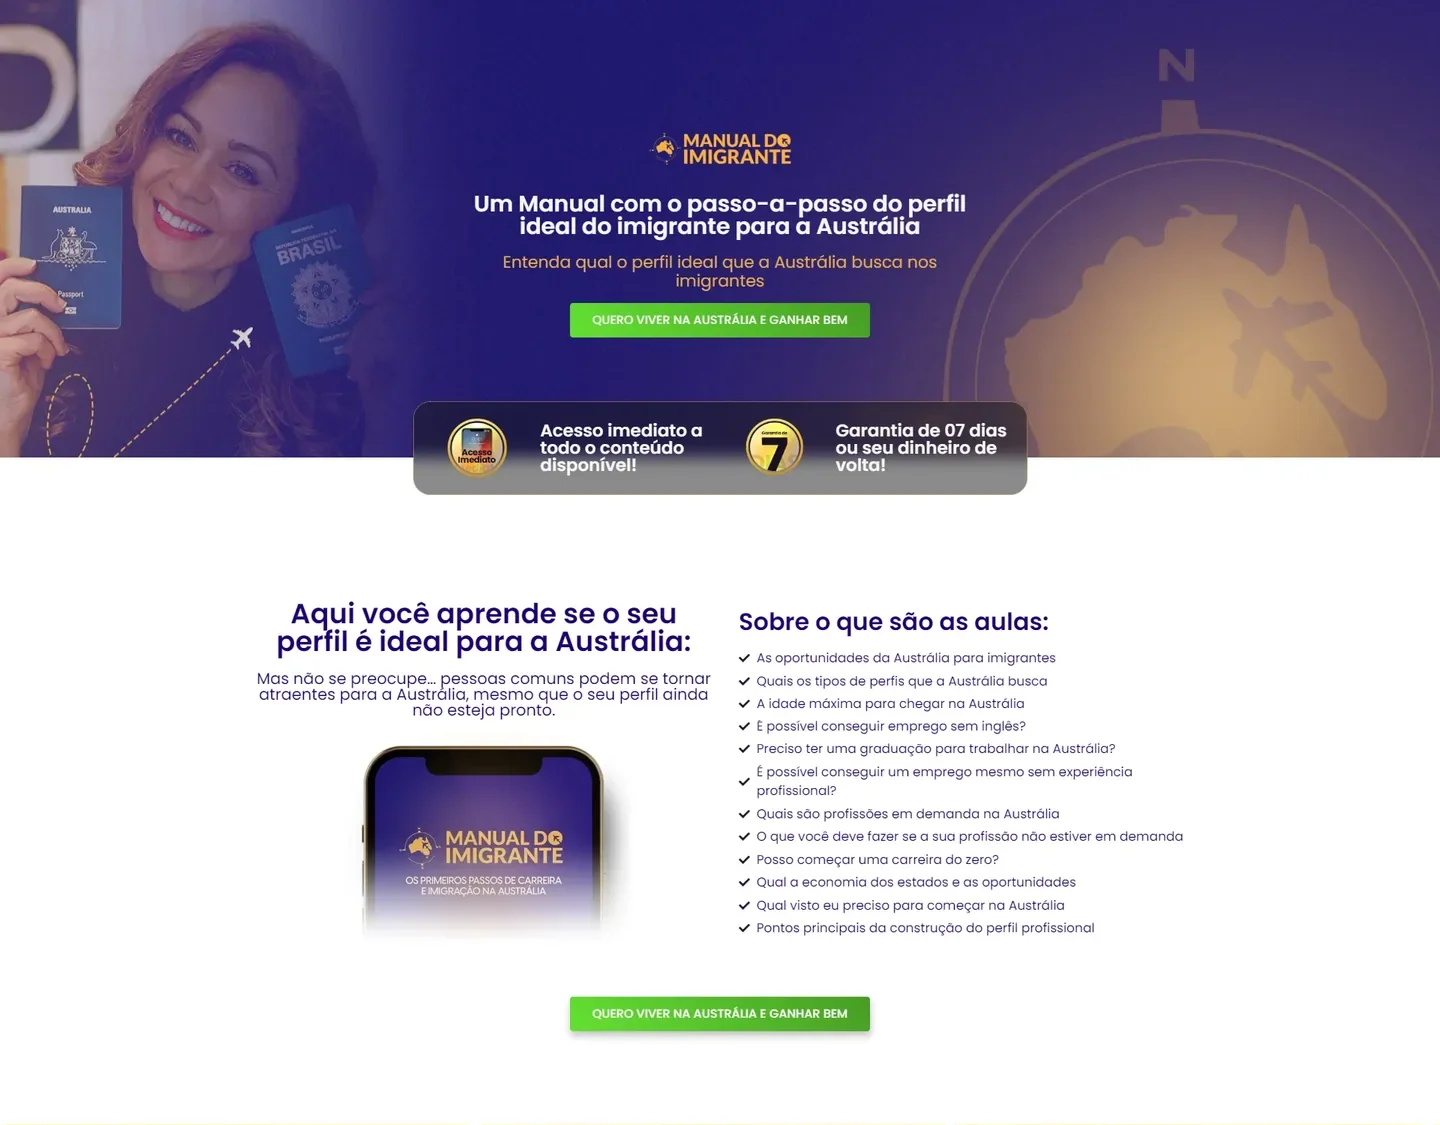 N
AUSTRALIA
Passport
BRASIL
MANUAL DO
IMIGRANTE
Um Manual com o passo-a-passo do perfil
ideal do imigrante para a Austrália
Entenda qual o perfil ideal que a Austrália busca nos
imigrantes
QUERO VIVER NA AUSTRÁLIA E GANHAR BEM
Acesso
Imediato
Acesso imediato a
todo o conteúdo
disponível!
7
Garantia de 07 dias
ou seu dinheiro de
volta!
Aqui você aprende se o seu
perfil é ideal para a Austrália:
Mas não se preocupe... pessoas comuns podem se tornar
atraentes para a Austrália, mesmo que o seu perfil ainda
não esteja pronto.
MANUAL DO
IMIGRANTE
OS PRIMEIROS PASSOS DE CARREIRA
E IMIGRAÇÃO NA AUSTRÁLIA
Sobre o que são as aulas:
As oportunidades da Austrália para imigrantes
Quais os tipos de perfis que a Austrália busca
A idade máxima para chegar na Austrália
È possível conseguir emprego sem inglês?
Preciso ter uma graduação para trabalhar na Austrália?
É possível conseguir um emprego mesmo sem experiência
profissional?
Quais são profissões em demanda na Austrália
O que você deve fazer se a sua profissão não estiver em demanda
Posso começar uma carreira do zero?
Qual a economia dos estados e as oportunidades
Qual visto eu preciso para começar na Austrália
Pontos principais da construção do perfil profissional
QUERO VIVER NA AUSTRÁLIA E GANHAR BEM